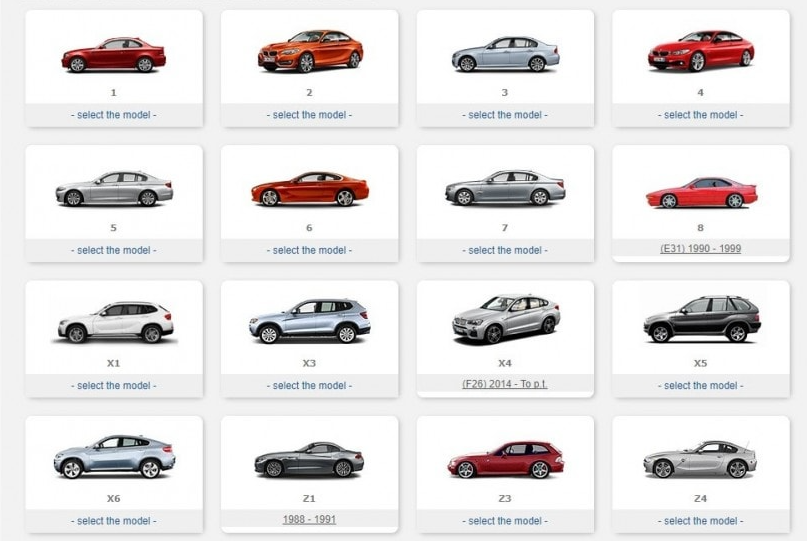 1
2
3
4
- select the model -
- select the model -
- select the model -
- select the model -
5
6
7
8
- select the model -
- select the model -
- select the model -
(E31) 1990 - 1999
X1
X3
X4
X5
- select the model -
- select the model -
(F26) 2014 - To p.t.
- select the model -
X6
Z1
Z3
Z4
- select the model -
1988 - 1991
- select the model -
- select the model -